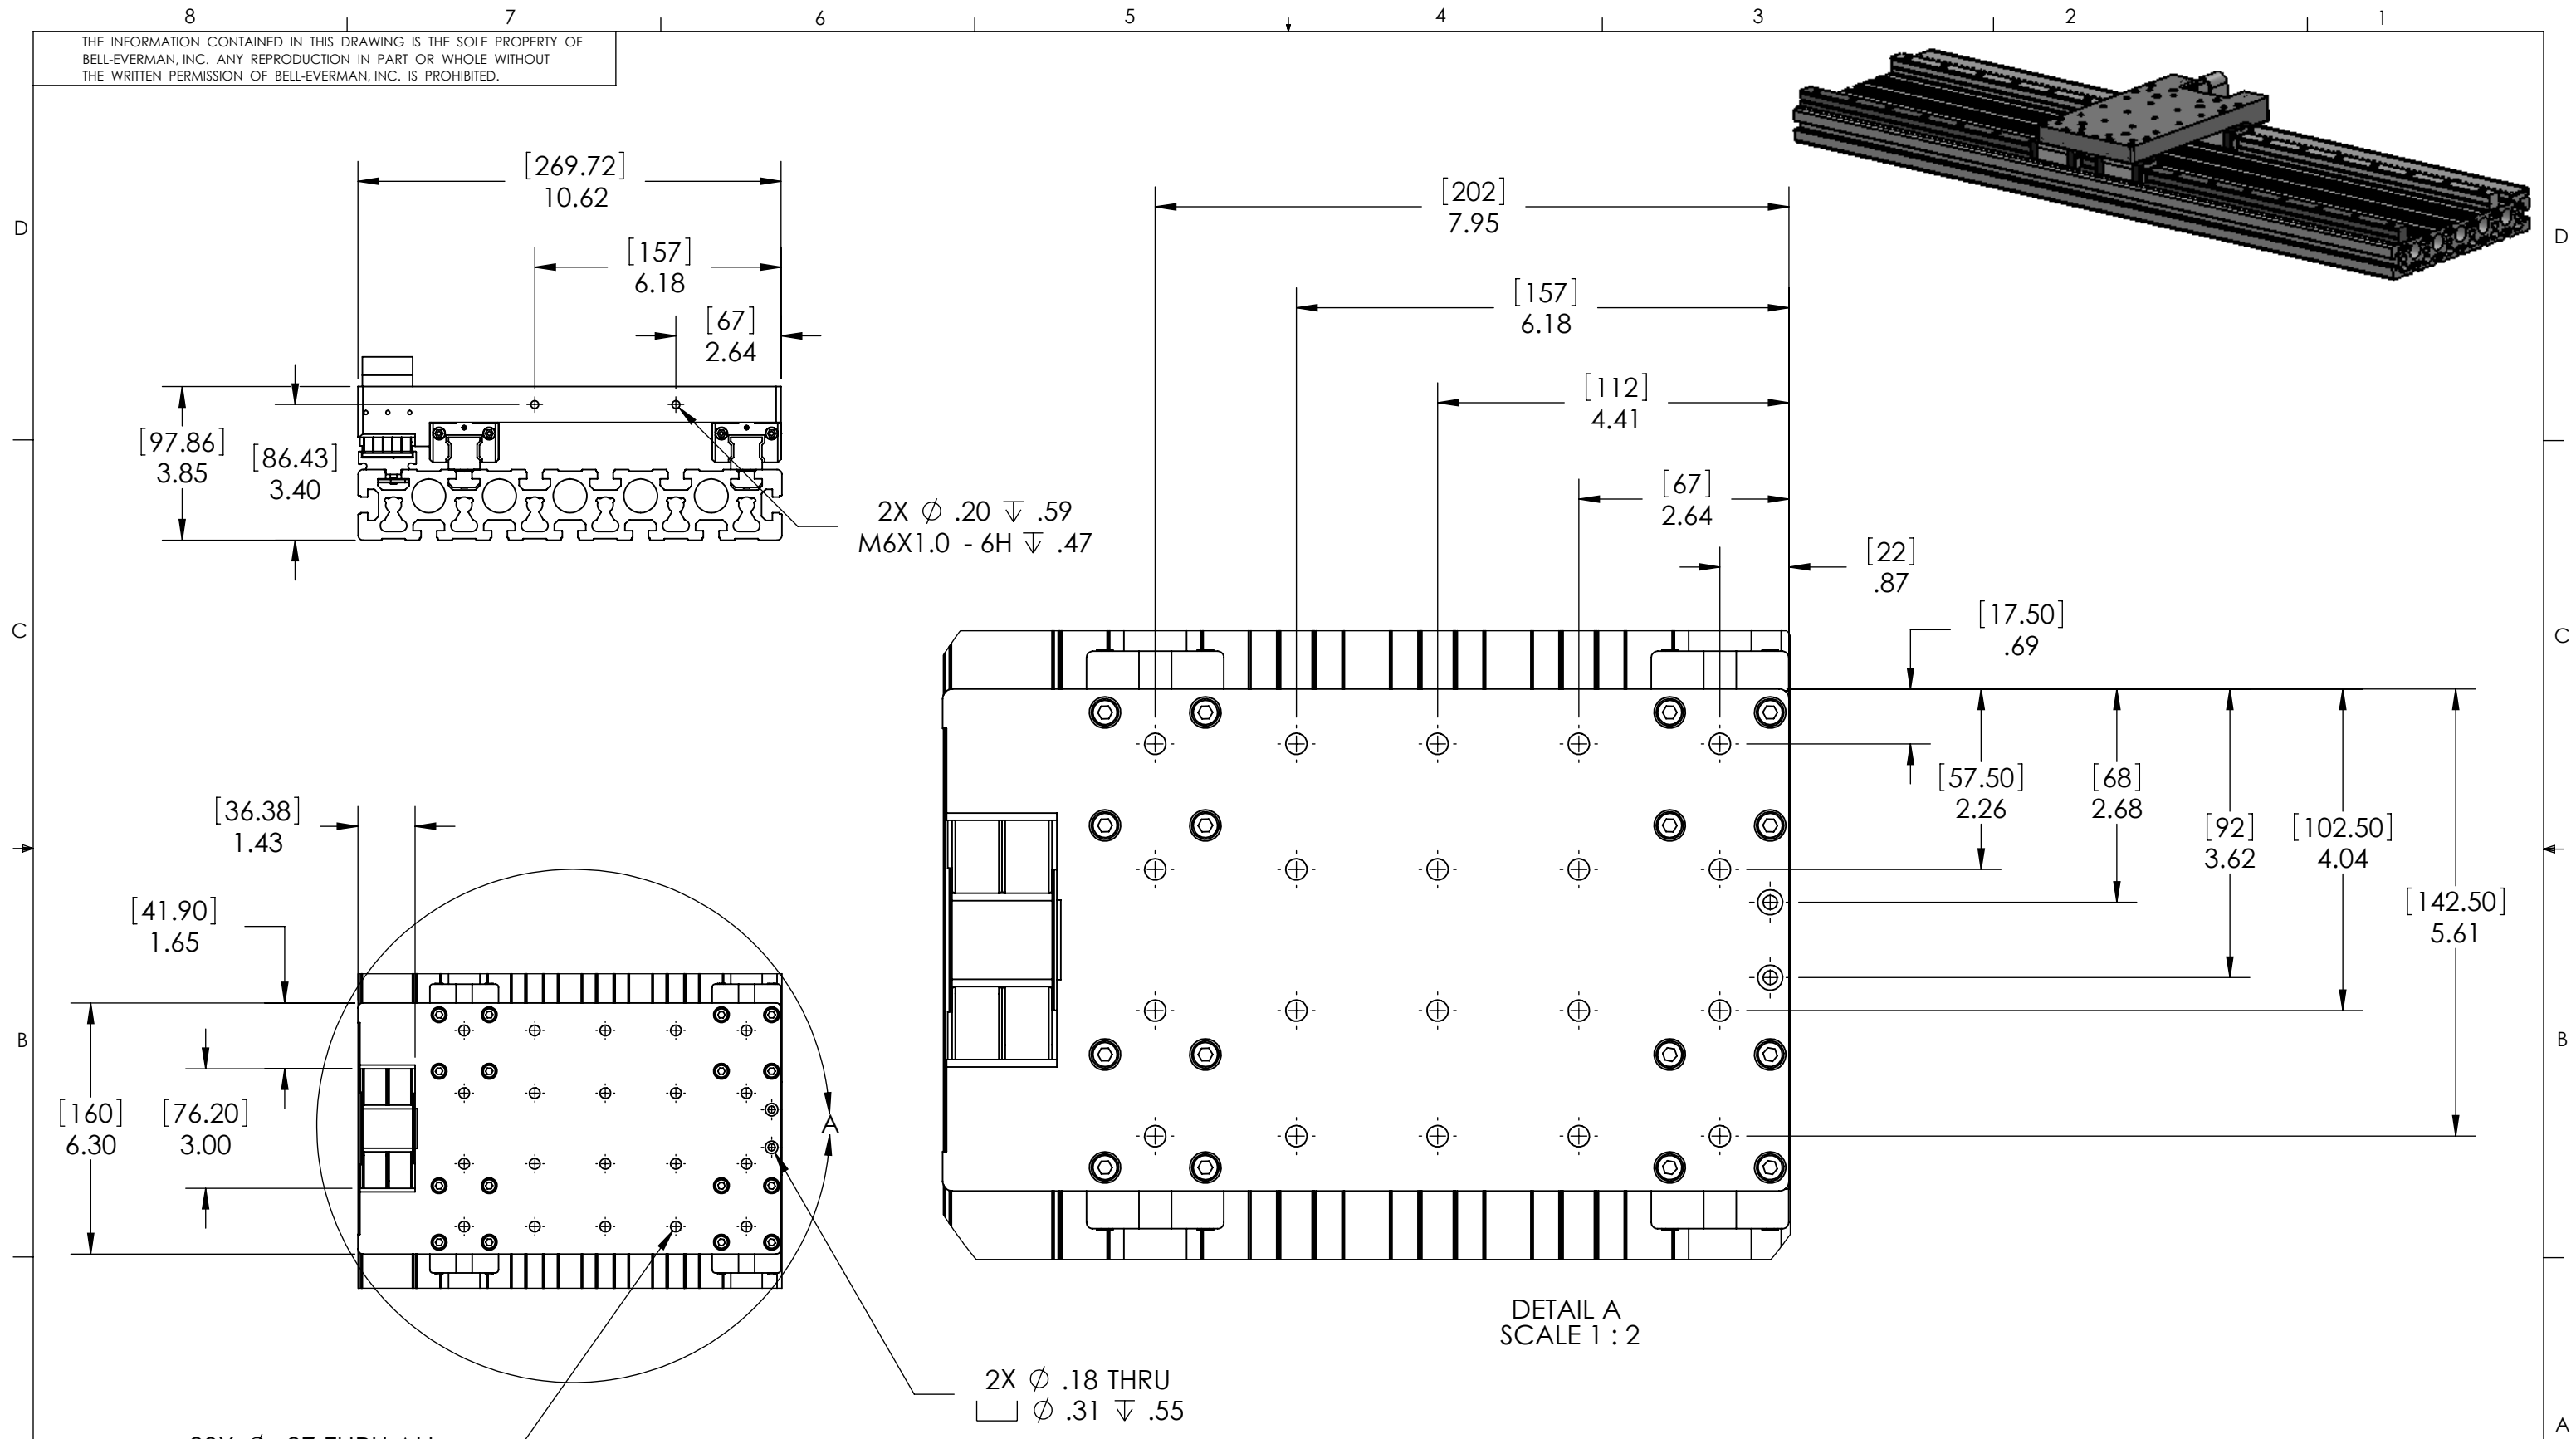 8 7 6 5 4 3 2 1
THE INFORMATION CONTAINED IN THIS DRAWING IS THE SOLE PROPERTY OF
BELL-EVERMAN, INC. ANY REPRODUCTION IN PART OR WHOLE WITHOUT
THE WRITTEN PERMISSION OF BELL-EVERMAN, INC. IS PROHIBITED.
D
D
[269.72]
10.62
[157]
6.18
[67]
2.64
[97.86]
3.85
[86.43]
3.40
2X ⌀ .20 ↧ .59
M6X1.0 - 6H ↧ .47
[202]
7.95
[157]
6.18
[112]
4.41
[67]
2.64
[22]
.87
C
C
[17.50]
.69
[57.50]
2.26
[68]
2.68
[92]
3.62
[102.50]
4.04
[142.50]
5.61
[36.38]
1.43
[41.90]
1.65
[160]
6.30
[76.20]
3.00
A
B
B
DETAIL A
SCALE 1 : 2
2X ⌀ .18 THRU
⌴ ⌀ .31 ↧ .55
A